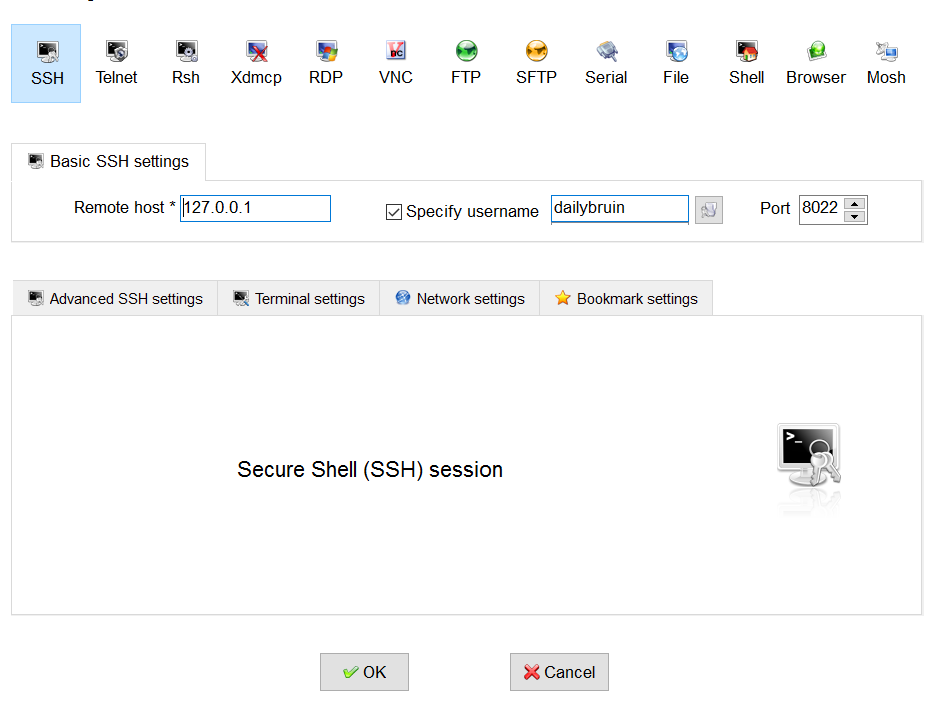 SSH Telnet Rsh Xdmcp RDP VNC FTP SFTP Serial File Shell Browser Mosh
Basic SSH settings
Remote host * 127.0.0.1 Specify username dailybruin Port 8022
Advanced SSH settings Terminal settings Network settings Bookmark settings
Secure Shell (SSH) session
OK Cancel